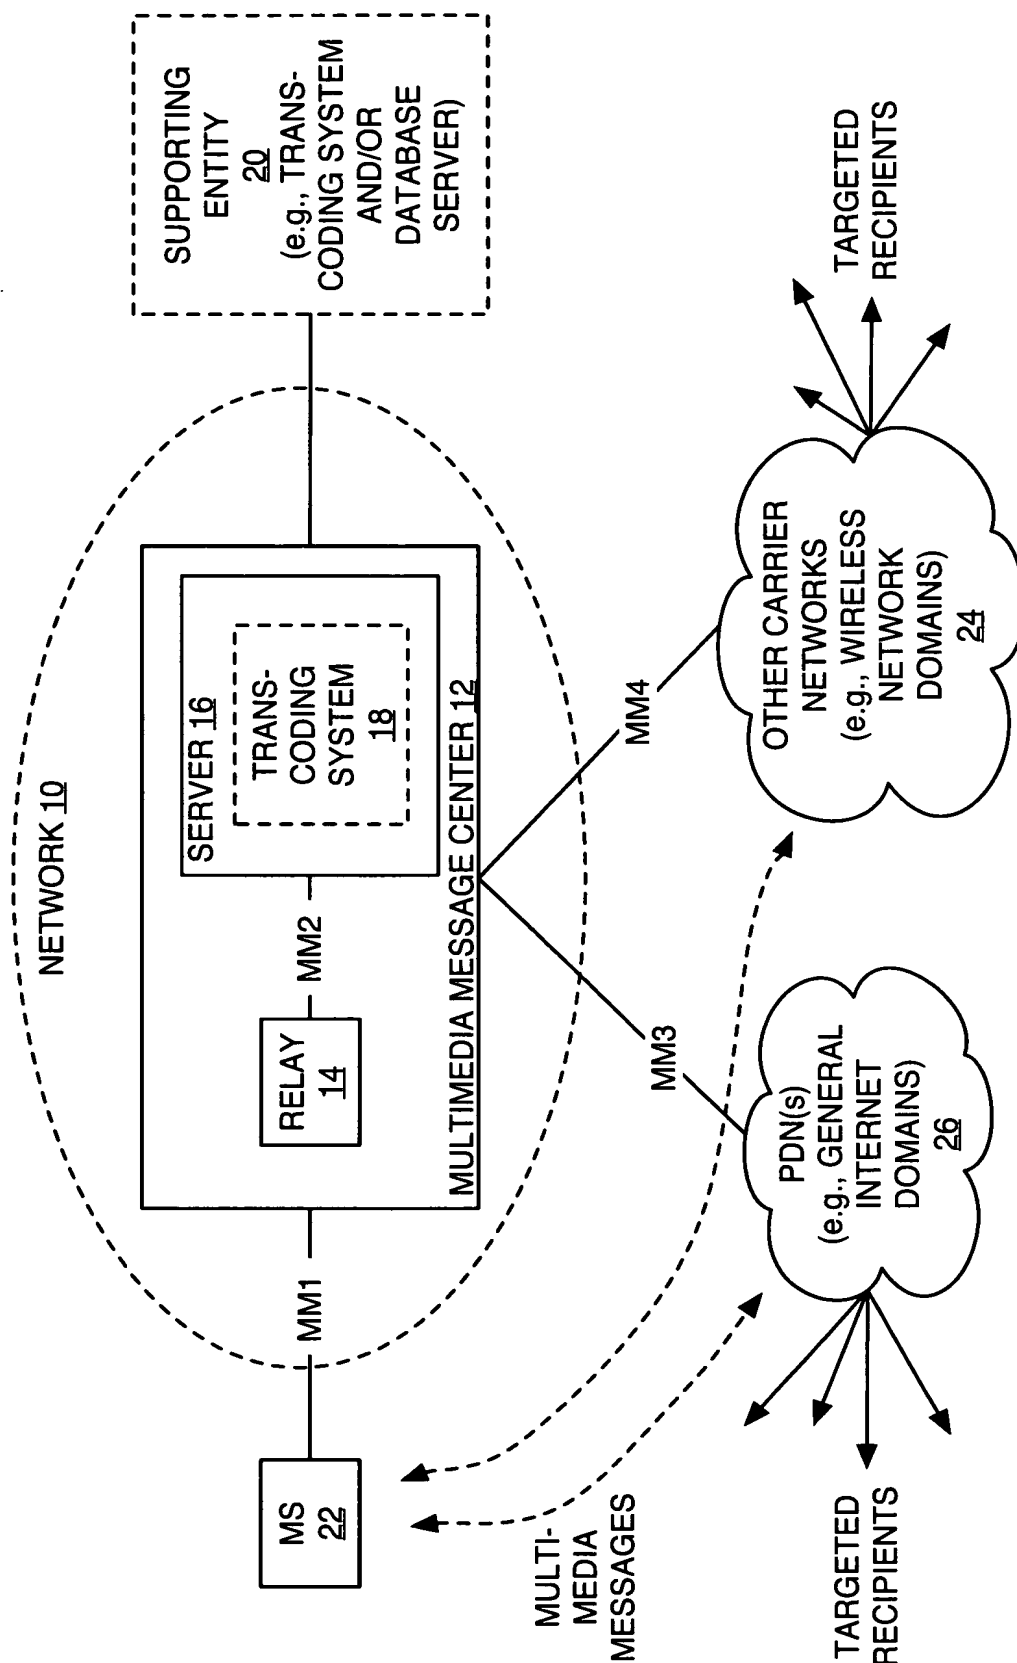 NETWORK 10
SUPPORTING
ENTITY
20
(e.g., TRANS-
CODING SYSTEM
AND/OR
DATABASE
SERVER)
SERVER 16
TRANS-
CODING
SYSTEM
18
MM2
RELAY
14
MULTIMEDIA MESSAGE CENTER 12
MM1
MS
22
MM3
MM4
MULTI-
MEDIA
MESSAGES
PDN(s)
(e.g., GENERAL
INTERNET
DOMAINS)
26
OTHER CARRIER
NETWORKS
(e.g., WIRELESS
NETWORK
DOMAINS)
24
TARGETED
RECIPIENTS
TARGETED
RECIPIENTS